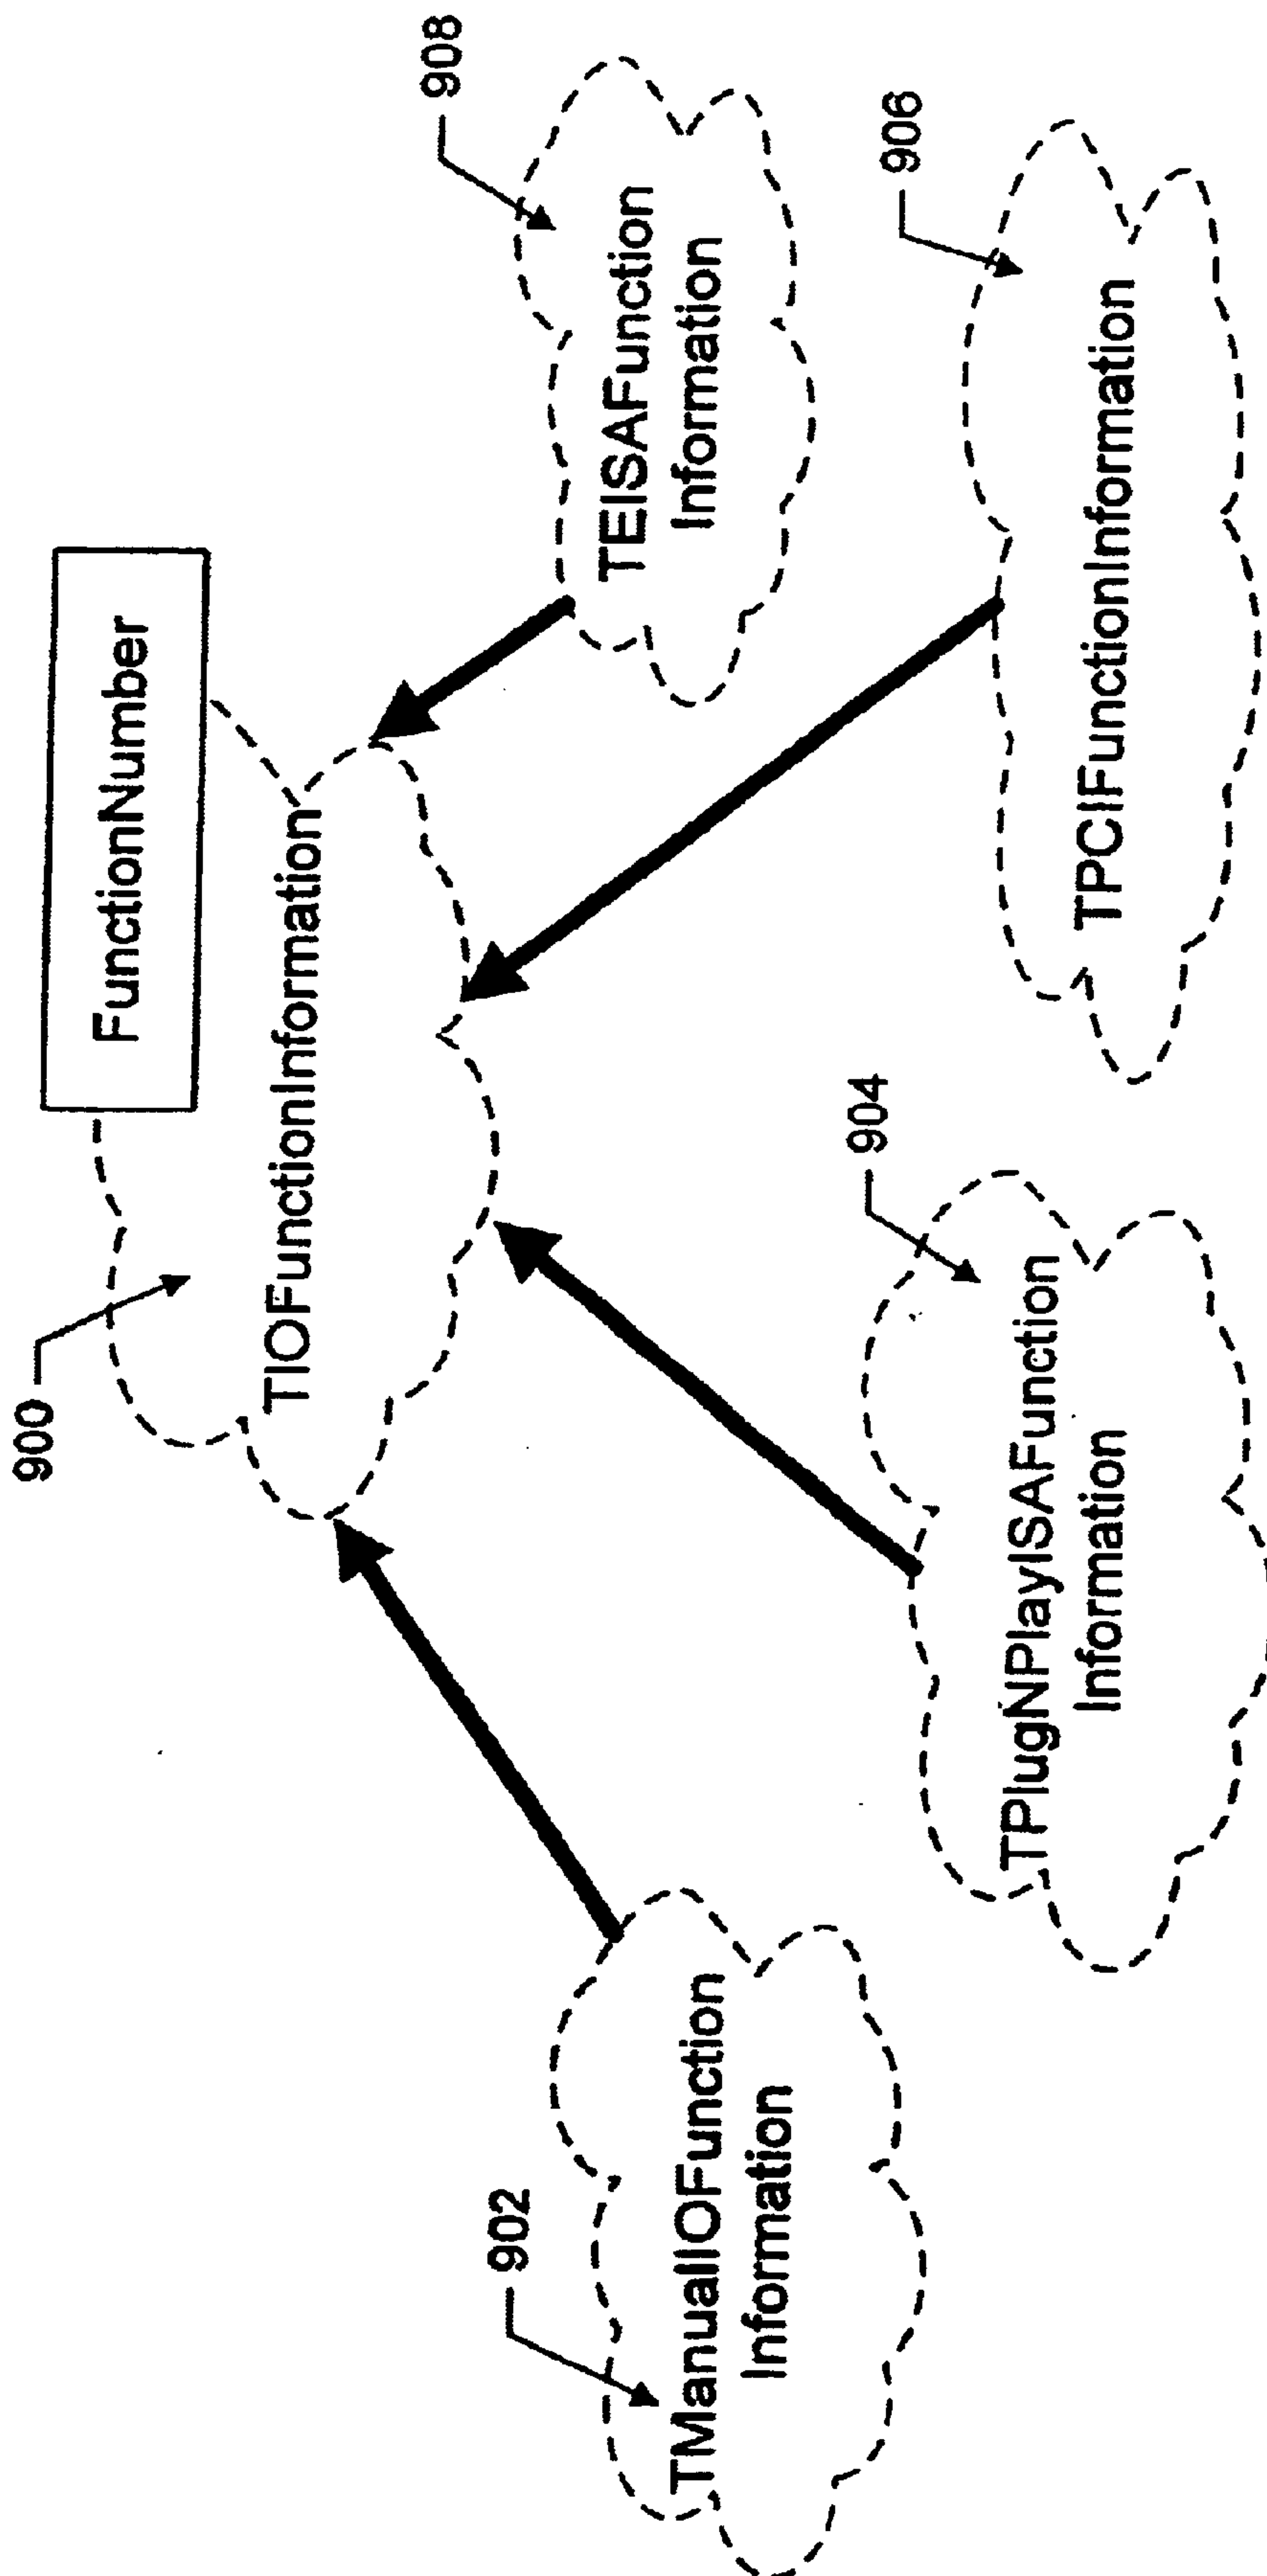 FunctionNumber
900
TIOFunctionInformation
902
TManualIOFunction
Information
904
TPlugNPlayISAFunction
Information
906
TPCIFunctionInformation
908
TEISAFunction
Information